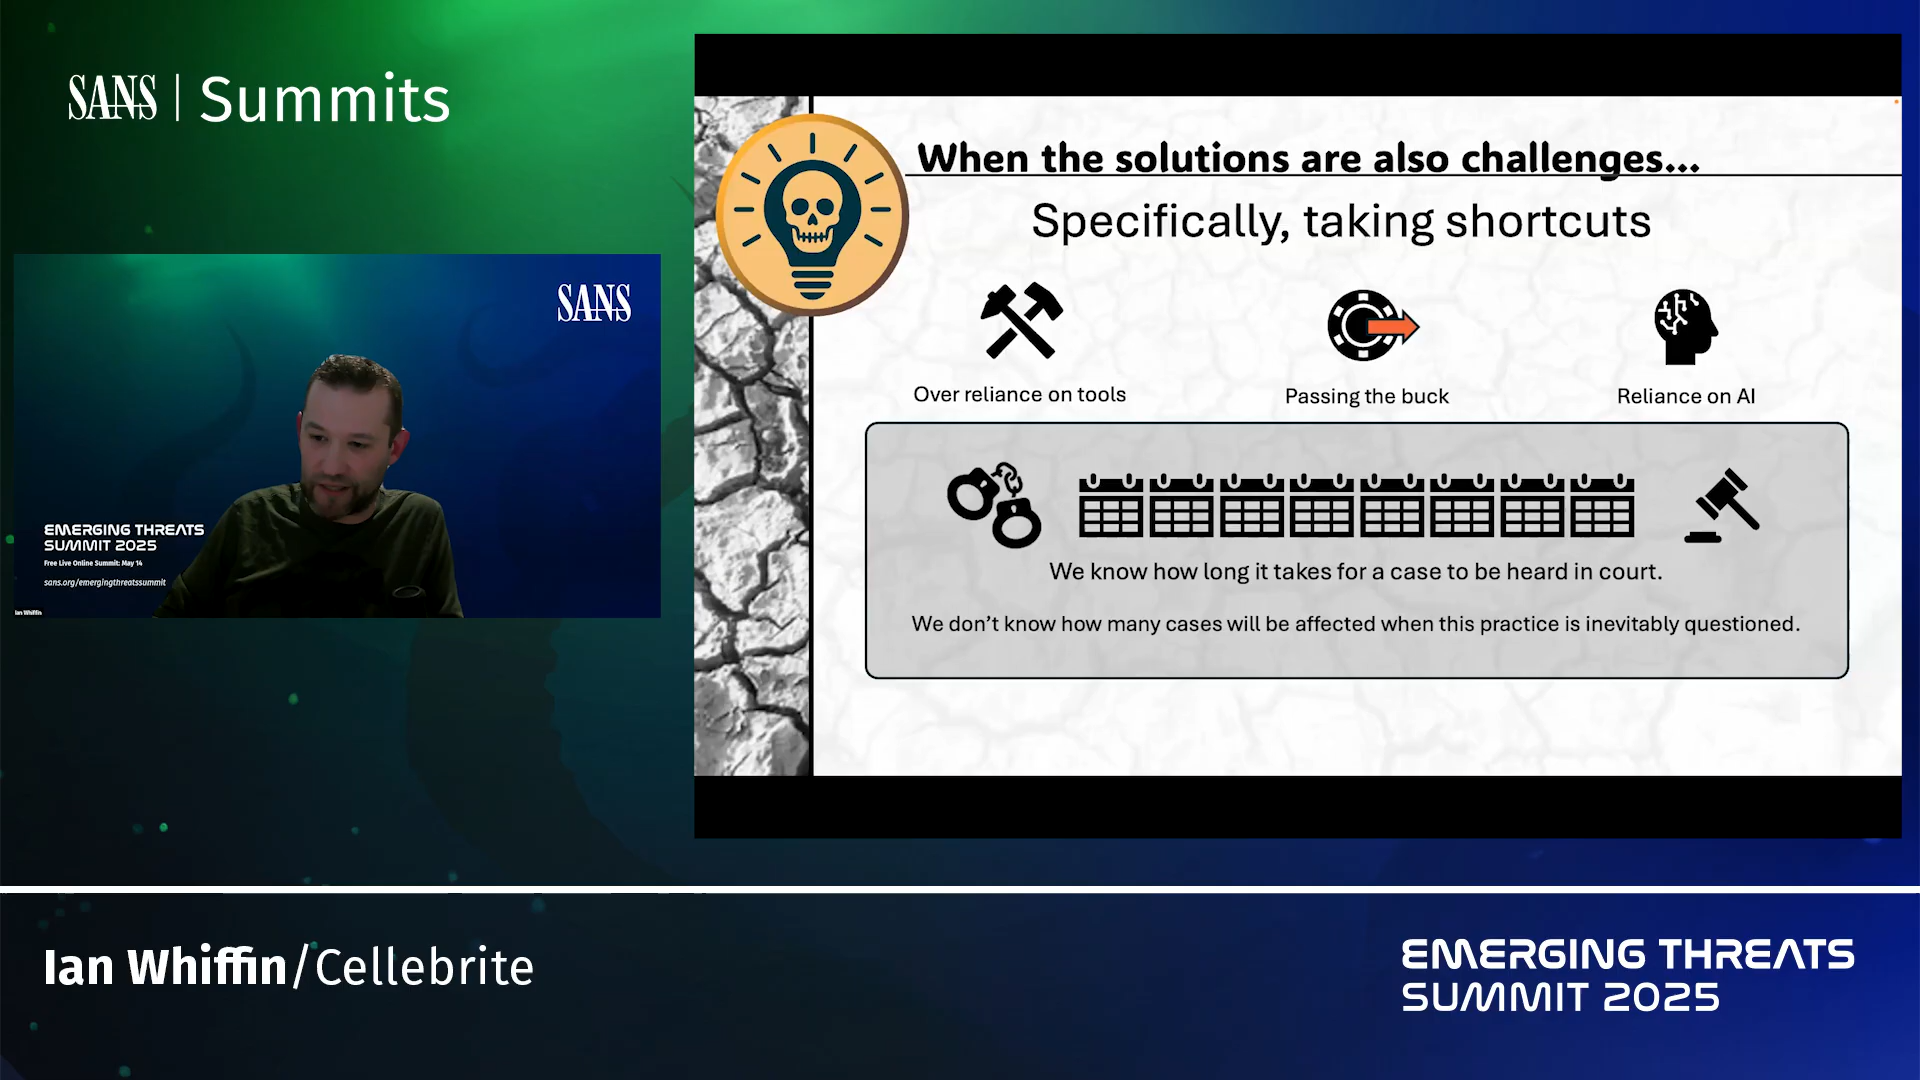 SANS | Summits
SANS
EMERGING THREATS
SUMMIT 2025
Free Live Online Summit: May 14
sans.org/emergingthreatssummit
Ian Whiffin
When the solutions are also challenges...
Specifically, taking shortcuts
Over reliance on tools
Passing the buck
Reliance on AI
We know how long it takes for a case to be heard in court.
We don’t know how many cases will be affected when this practice is inevitably questioned.
Ian Whiffin/Cellebrite
EMERGING THREATS
SUMMIT 2025